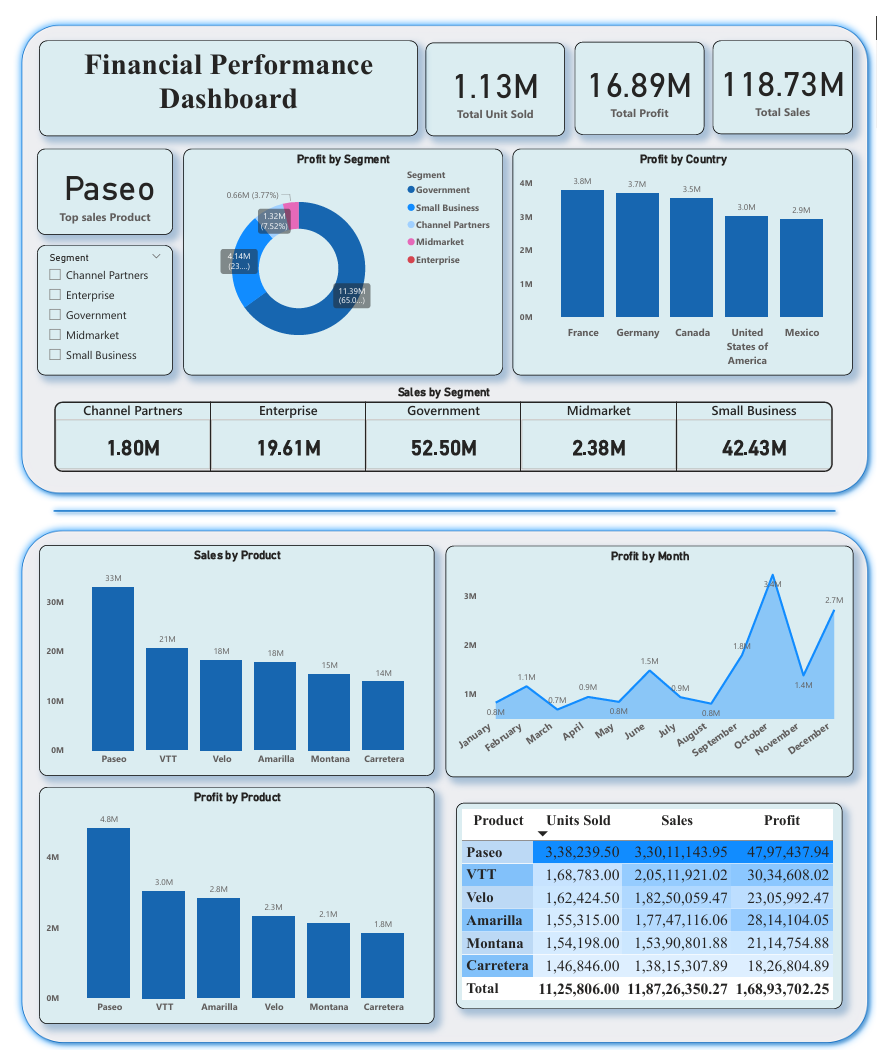 Financial Performance
Dashboard
1.13M
Total Unit Sold
16.89M
Total Profit
118.73M
Total Sales
Paseo
Top sales Product
Segment
Channel Partners
Enterprise
Government
Midmarket
Small Business
Profit by Segment
0.66M (3.77%)
1.32M
(7.52%)
4.14M
(23....)
11.39M
(65.0...)
Segment
Government
Small Business
Channel Partners
Midmarket
Enterprise
Profit by Country
4M
3M
2M
1M
0M
3.8M
3.7M
3.5M
3.0M
2.9M
France
Germany
Canada
United
States of
America
Mexico
Sales by Segment
Channel Partners Enterprise Government Midmarket Small Business
1.80M 19.61M 52.50M 2.38M 42.43M
Sales by Product
30M
20M
10M
0M
33M
21M
18M
18M
15M
14M
Paseo VTT Velo Amarilla Montana Carretera
Profit by Month
3M
2M
1M
0.8M
1.1M
0.7M
0.9M
0.8M
1.5M
0.9M
0.8M
1.8M
3.4M
1.4M
2.7M
January
February
March
April
May
June
July
August
September
October
November
December
Profit by Product
4M
2M
0M
4.8M
3.0M
2.8M
2.3M
2.1M
1.8M
Paseo VTT Amarilla Velo Montana Carretera
Product Units Sold Sales Profit
Paseo 3,38,239.50 3,30,11,143.95 47,97,437.94
VTT 1,68,783.00 2,05,11,921.02 30,34,608.02
Velo 1,62,424.50 1,82,50,059.47 23,05,992.47
Amarilla 1,55,315.00 1,77,47,116.06 28,14,104.05
Montana 1,54,198.00 1,53,90,801.88 21,14,754.88
Carretera 1,46,846.00 1,38,15,307.89 18,26,804.89
Total 11,25,806.00 11,87,26,350.27 1,68,93,702.25